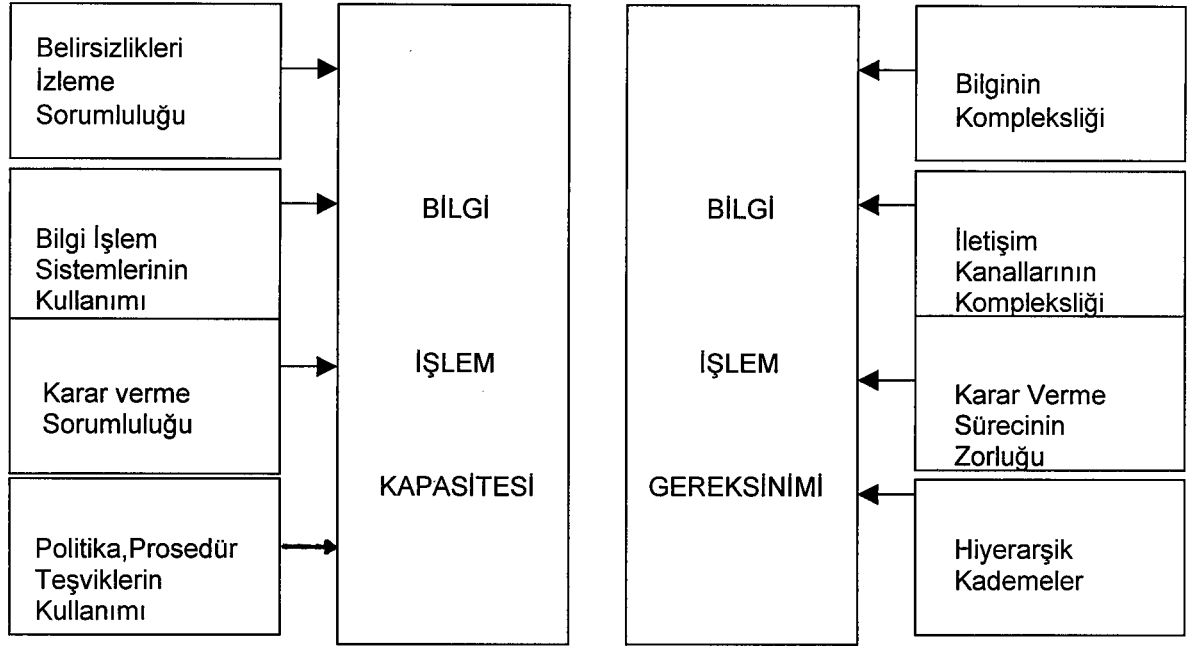 Belirsizlikleri
İzleme
Sorumluluğu
Bilgi İşlem
Sistemlerinin
Kullanımı
Karar verme
Sorumluluğu
Politika,Prosedür
Teşviklerin
Kullanımı
BİLGİ
İŞLEM
KAPASİTESİ
BİLGİ
İŞLEM
GEREKSİNİMİ
Bilginin
Kompleksliği
İletişim
Kanallarının
Kompleksliği
Karar Verme
Sürecinin
Zorluğu
Hiyerarşik
Kademeler